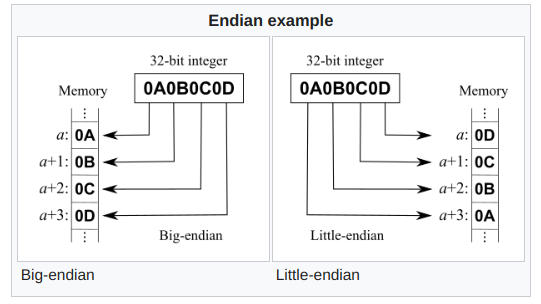 Endian example
32-bit integer
0A0B0C0D
Memory
⋮
a: 0A
a+1: 0B
a+2: 0C
a+3: 0D
⋮
Big-endian
32-bit integer
0A0B0C0D
Memory
⋮
a: 0D
a+1: 0C
a+2: 0B
a+3: 0A
⋮
Little-endian
Big-endian
Little-endian